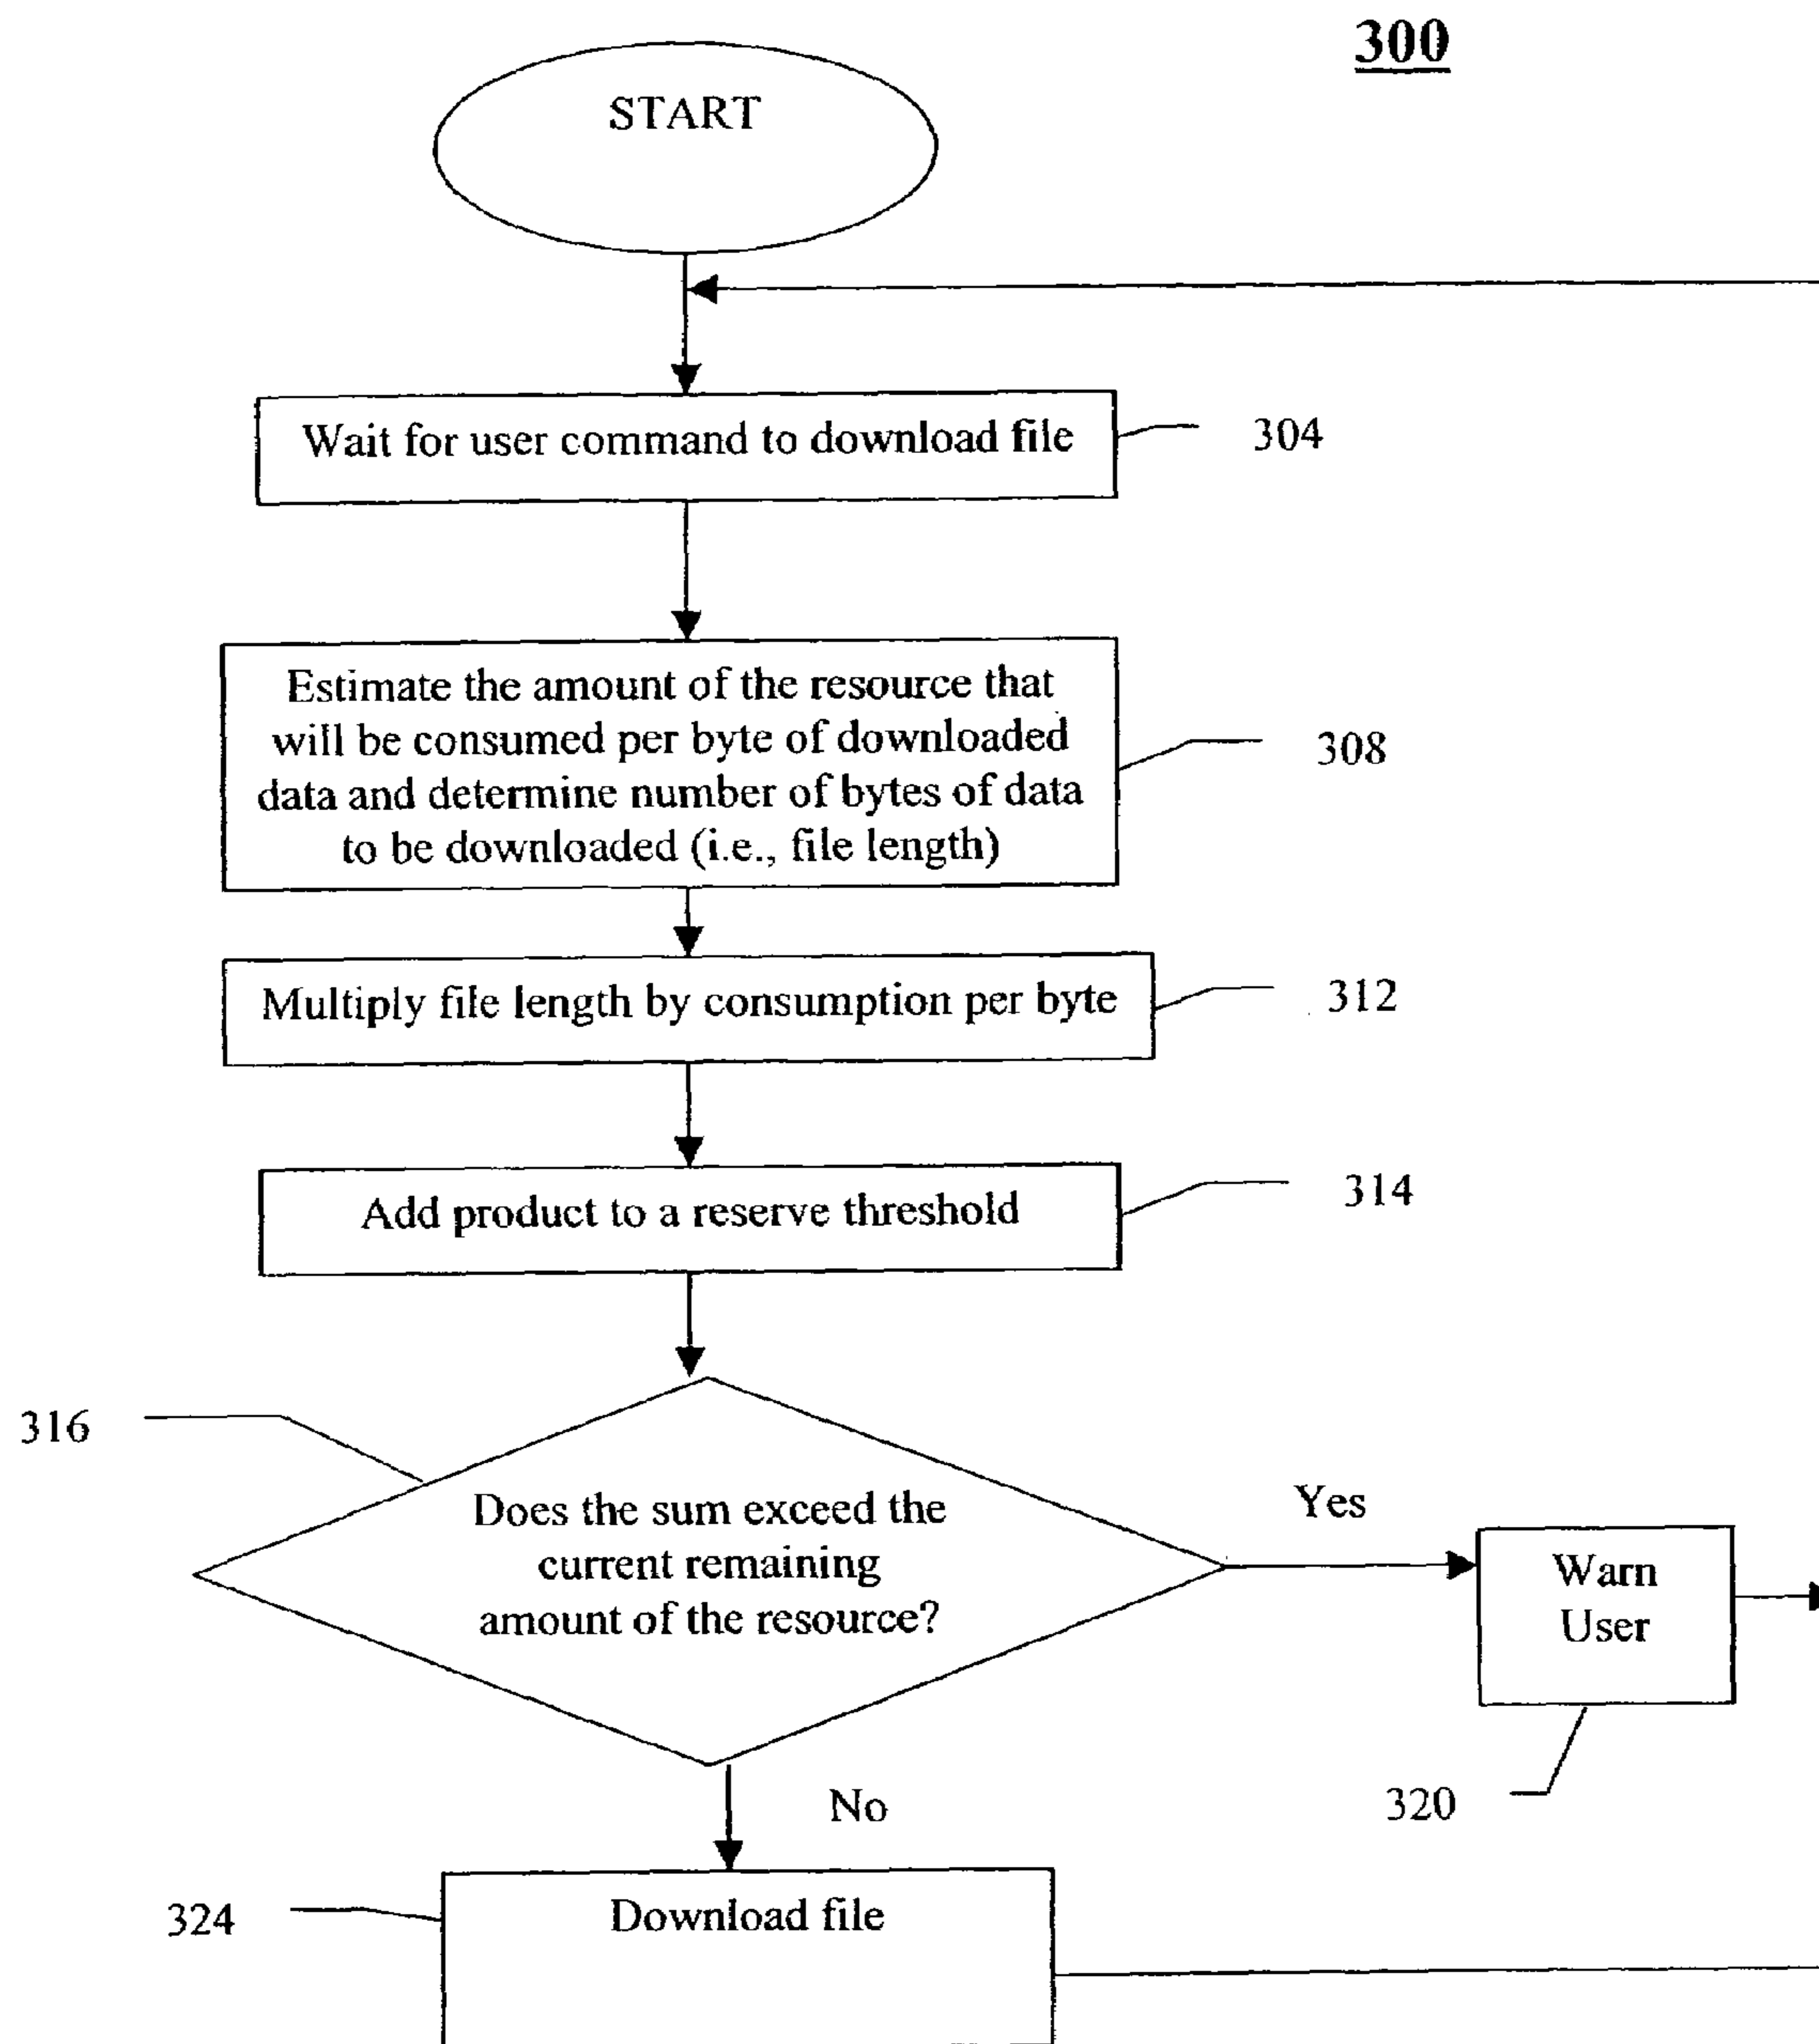 300
START
Wait for user command to download file
304
Estimate the amount of the resource that
will be consumed per byte of downloaded
data and determine number of bytes of data
to be downloaded (i.e., file length)
308
Multiply file length by consumption per byte
312
Add product to a reserve threshold
314
316
Does the sum exceed the
current remaining
amount of the resource?
Yes
Warn
User
320
No
324
Download file